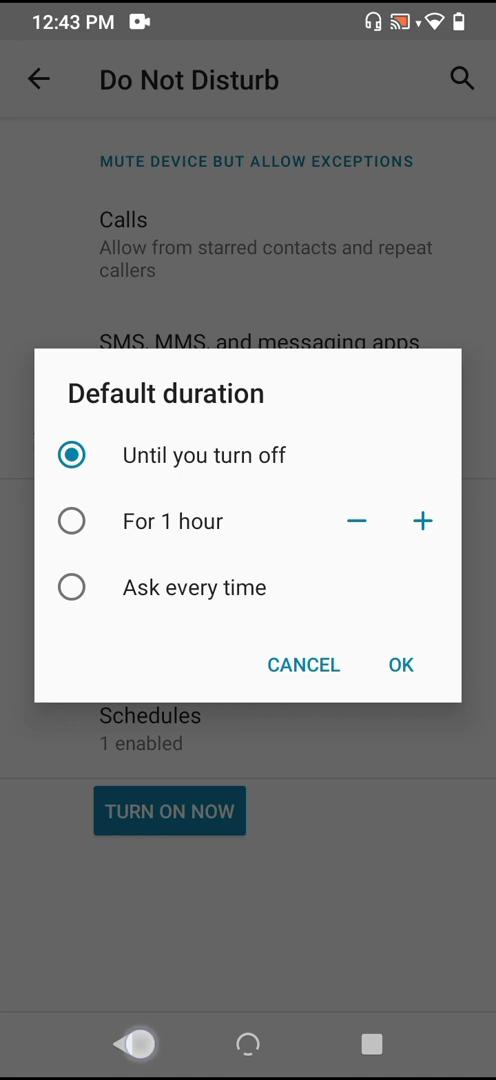 12:43 PM
Do Not Disturb
MUTE DEVICE BUT ALLOW EXCEPTIONS
Calls
Allow from starred contacts and repeat
callers
SMS, MMS, and messaging apps
Default duration
Until you turn off
For 1 hour
Ask every time
CANCEL OK
Schedules
1 enabled
TURN ON NOW